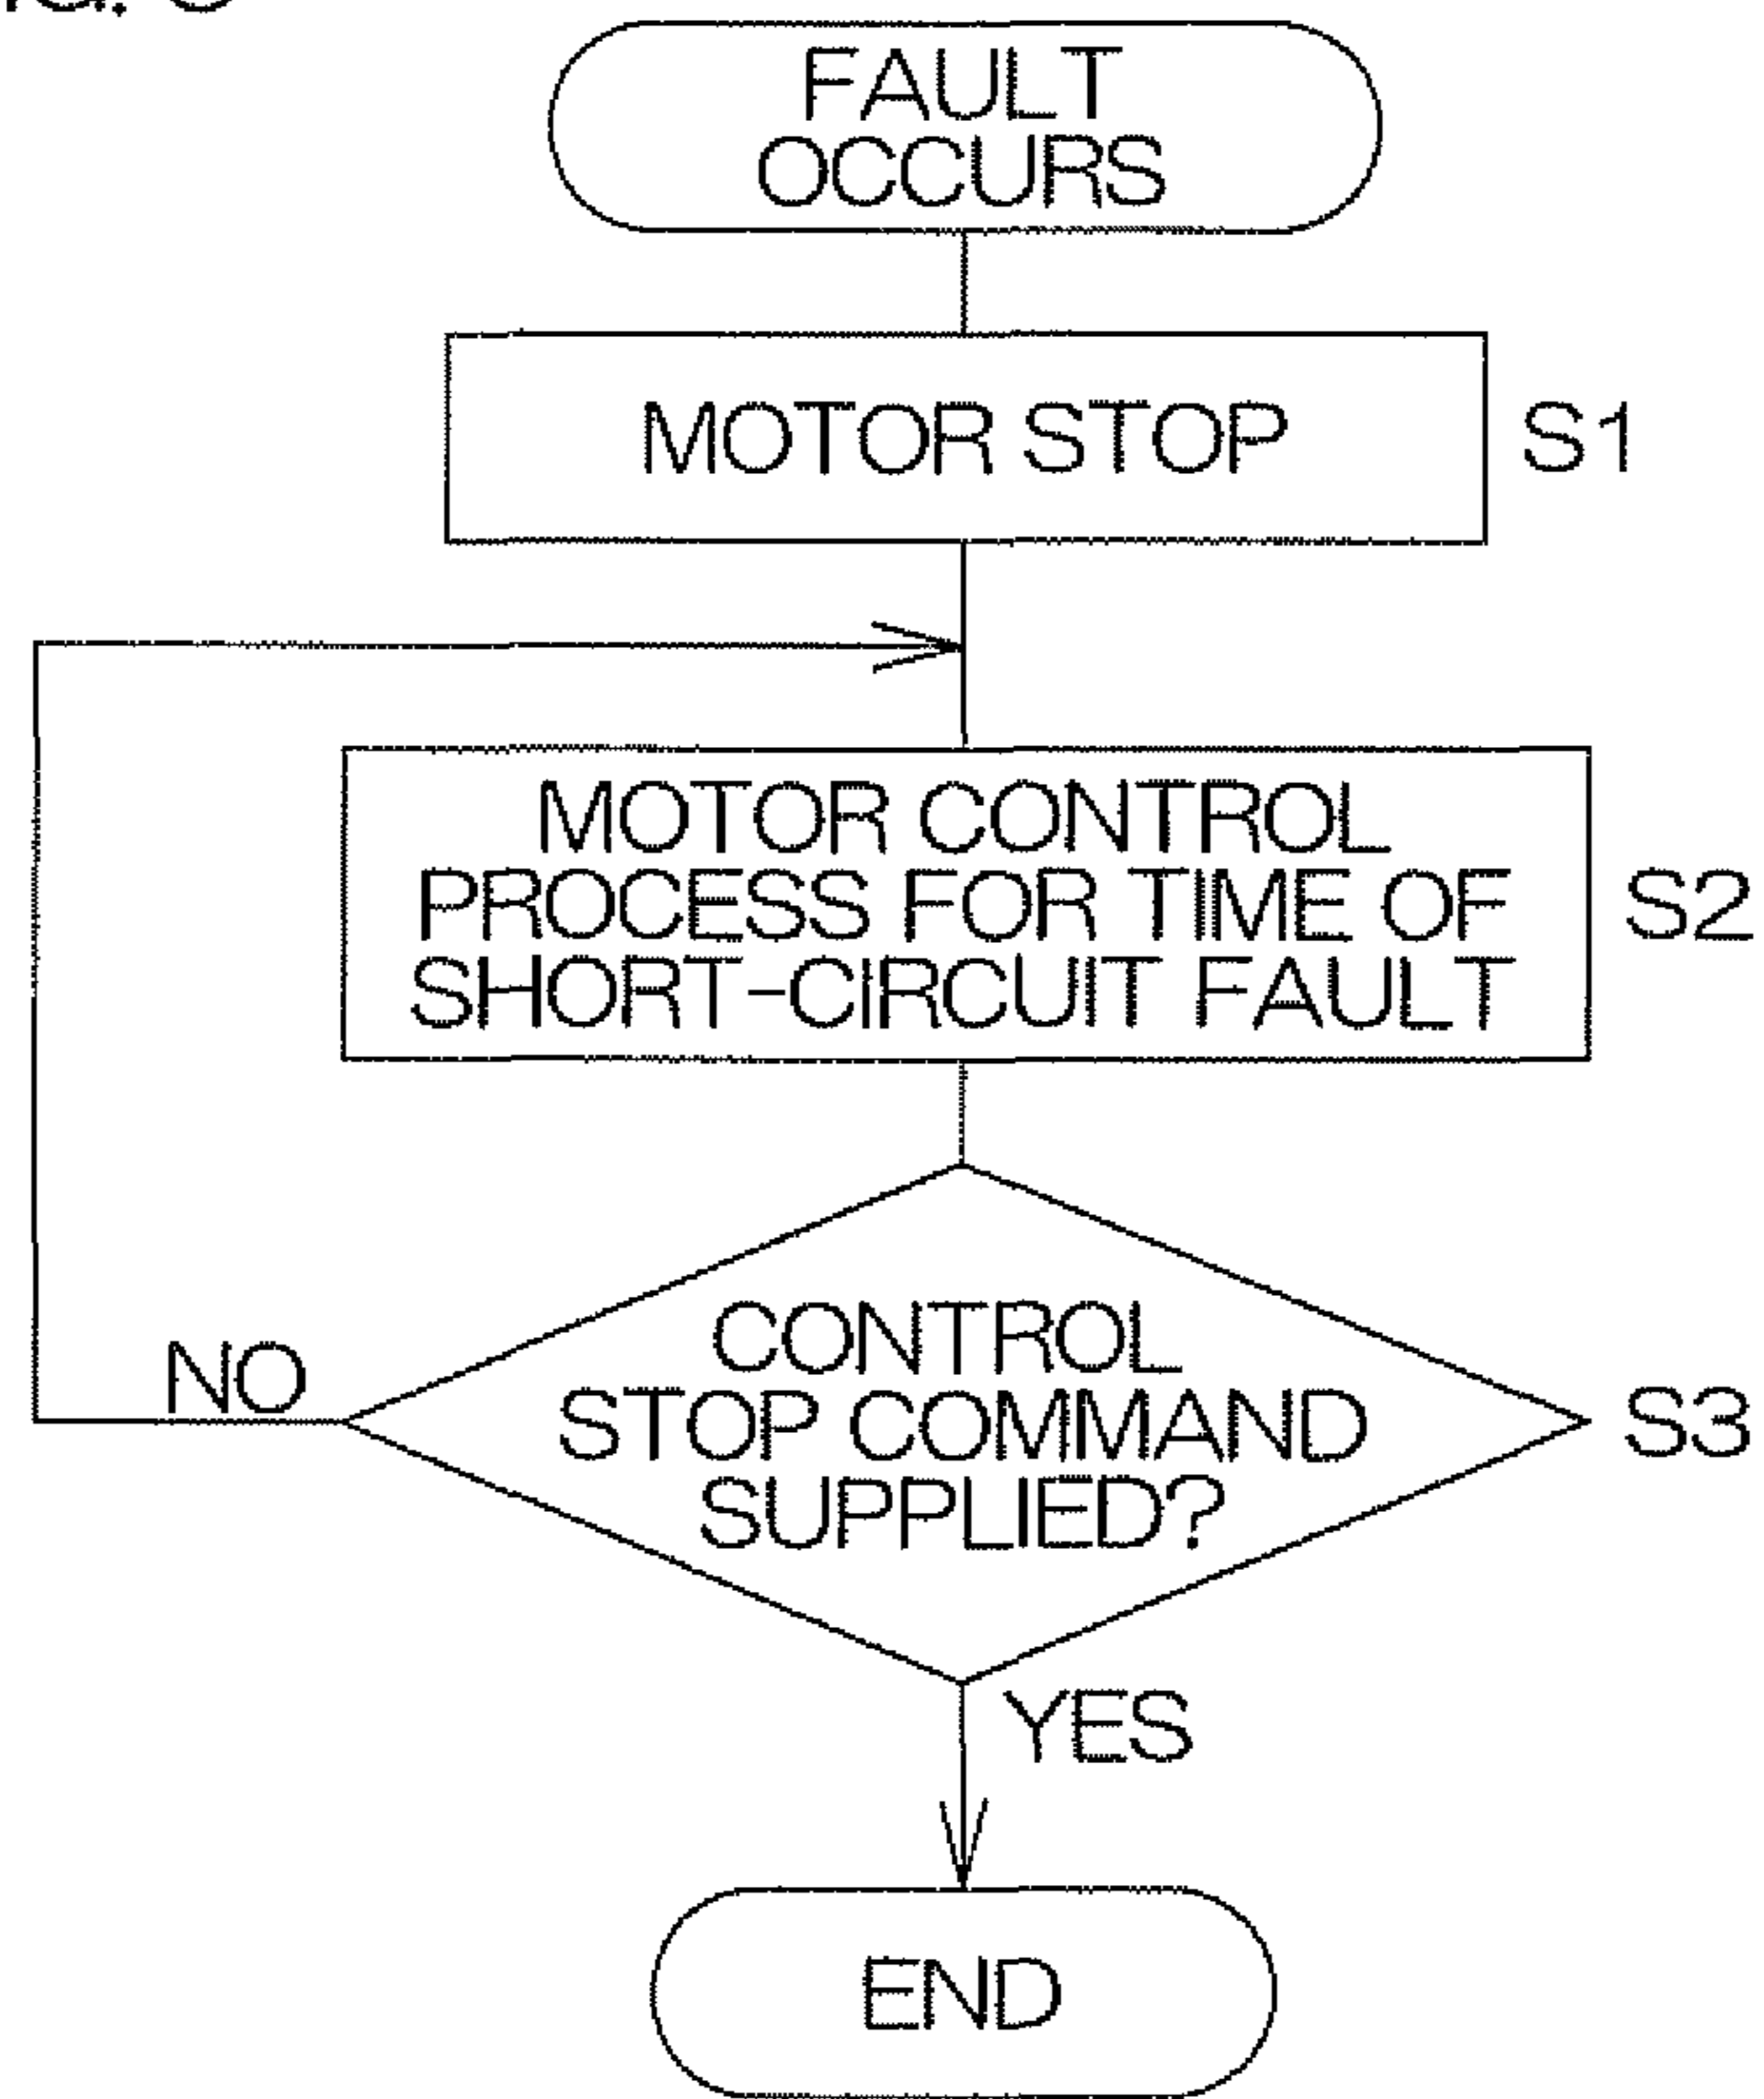 FAULT
OCCURS
MOTOR STOP
S1
MOTOR CONTROL
PROCESS FOR TIME OF
SHORT-CIRCUIT FAULT
S2
CONTROL
STOP COMMAND
SUPPLIED?
S3
NO
YES
END